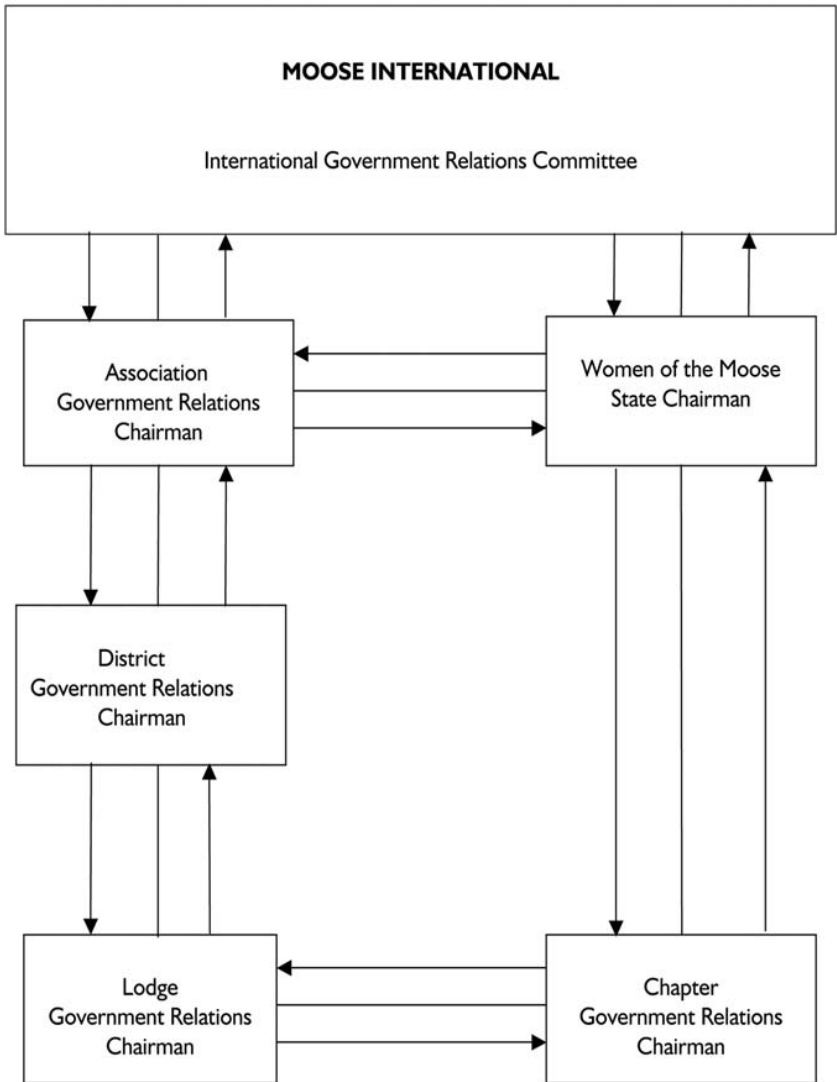 MOOSE INTERNATIONAL
International Government Relations Committee
Association
Government Relations
Chairman
Women of the Moose
State Chairman
District
Government Relations
Chairman
Lodge
Government Relations
Chairman
Chapter
Government Relations
Chairman